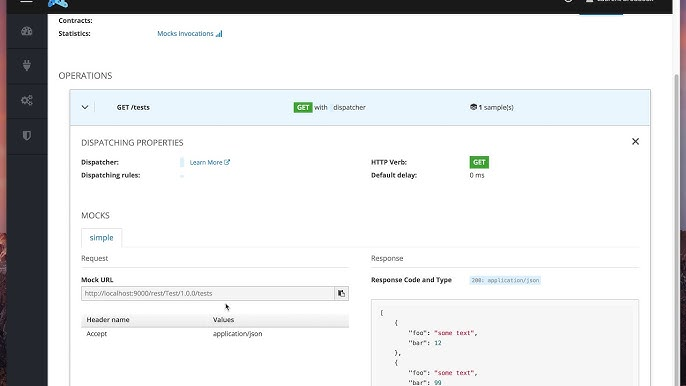 Contracts:
Statistics: Mocks Invocations
OPERATIONS
GET /tests GET with dispatcher 1 sample(s)
DISPATCHING PROPERTIES
Dispatcher: Learn More HTTP Verb: GET
Dispatching rules: Default delay: 0 ms
MOCKS
simple
Request Response
Mock URL Response Code and Type 200: application/json
http://localhost:9000/rest/Test/1.0.0/tests
Header name Values
Accept application/json
[
{
"foo": "some text",
"bar": 12
},
{
"foo": "some text",
"bar": 99